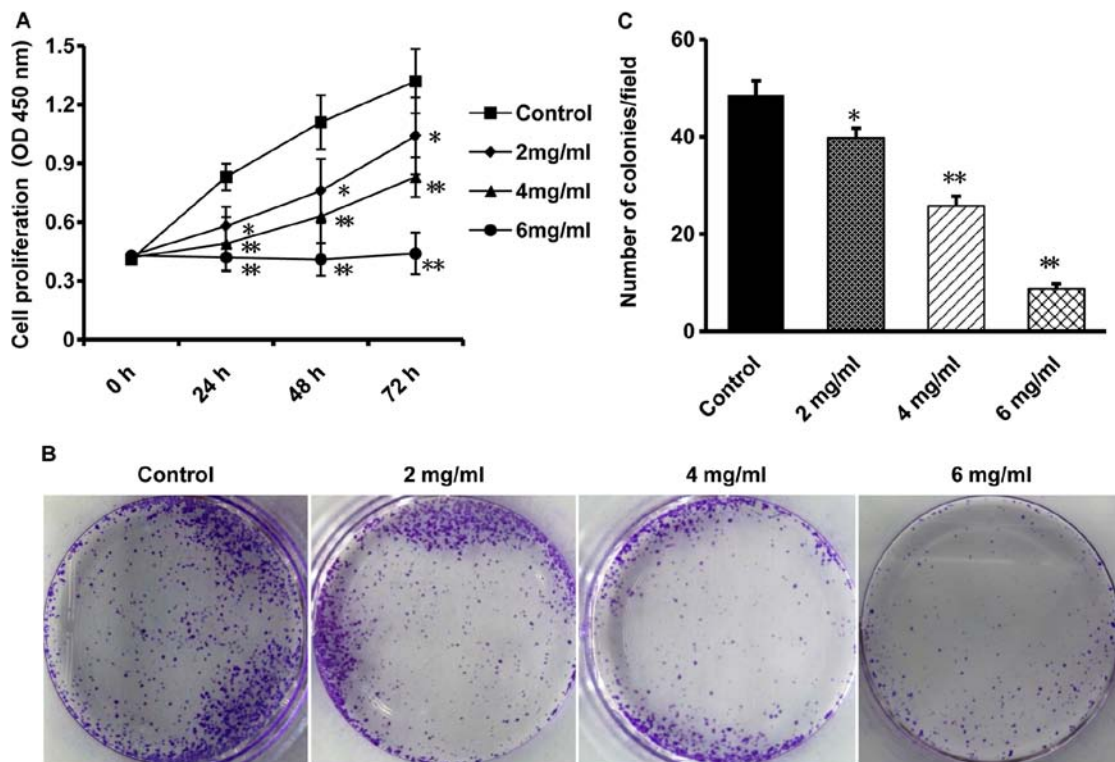 A
Cell proliferation (OD 450 nm)
1.5
1.2
0.9
0.6
0.3
0
0 h
24 h
48 h
72 h
*
**
**
*
**
**
*
**
**
Control
2mg/ml
4mg/ml
6mg/ml
C
Number of colonies/field
60
40
20
0
*
**
**
Control
2 mg/ml
4 mg/ml
6 mg/ml
B
Control
2 mg/ml
4 mg/ml
6 mg/ml